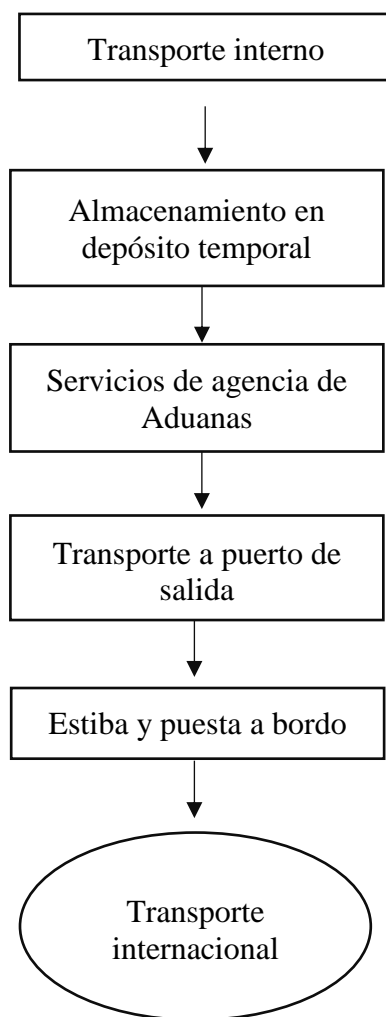 Transporte interno
Almacenamiento en
depósito temporal
Servicios de agencia de
Aduanas
Transporte a puerto de
salida
Estiba y puesta a bordo
Transporte
internacional